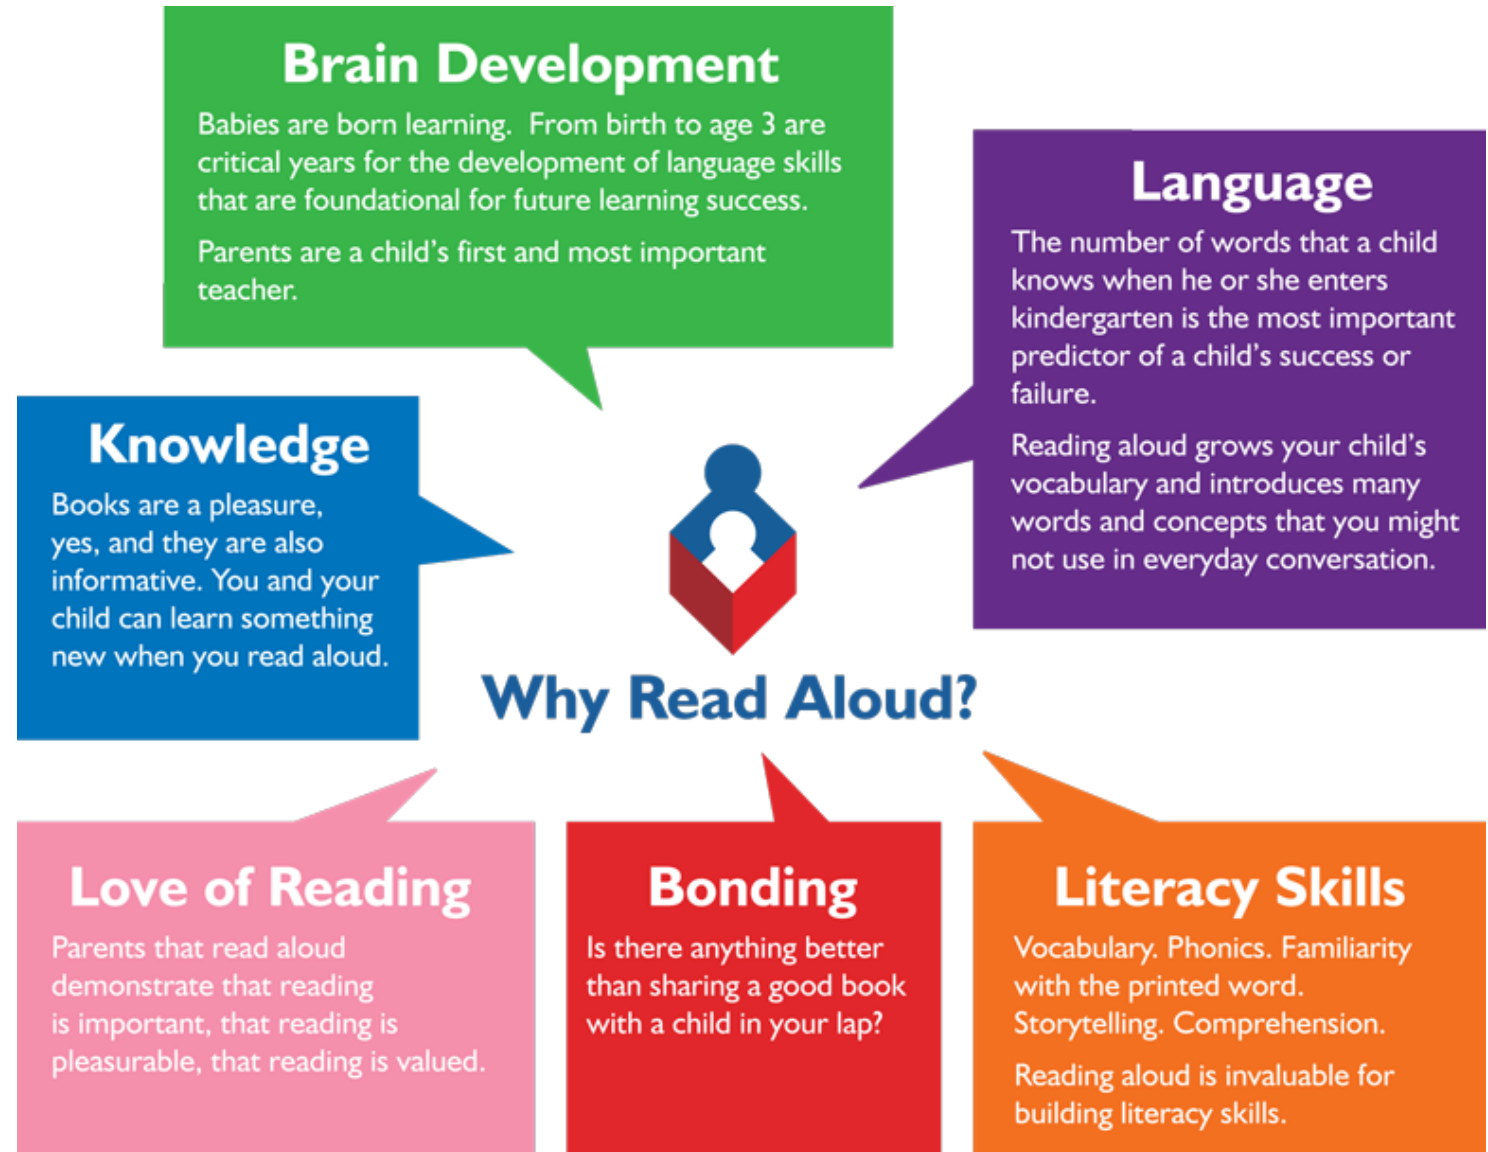 Brain Development
Babies are born learning.  From birth to age 3 are
critical years for the development of language skills
that are foundational for future learning success.
Parents are a child's first and most important
teacher.
Language
The number of words that a child
knows when he or she enters
kindergarten is the most important
predictor of a child's success or
failure.
Reading aloud grows your child's
vocabulary and introduces many
words and concepts that you might
not use in everyday conversation.
Knowledge
Books are a pleasure,
yes, and they are also
informative. You and your
child can learn something
new when you read aloud.
Why Read Aloud?
Love of Reading
Parents that read aloud
demonstrate that reading
is important, that reading is
pleasurable, that reading is valued.
Bonding
Is there anything better
than sharing a good book
with a child in your lap?
Literacy Skills
Vocabulary. Phonics. Familiarity
with the printed word.
Storytelling. Comprehension.
Reading aloud is invaluable for
building literacy skills.